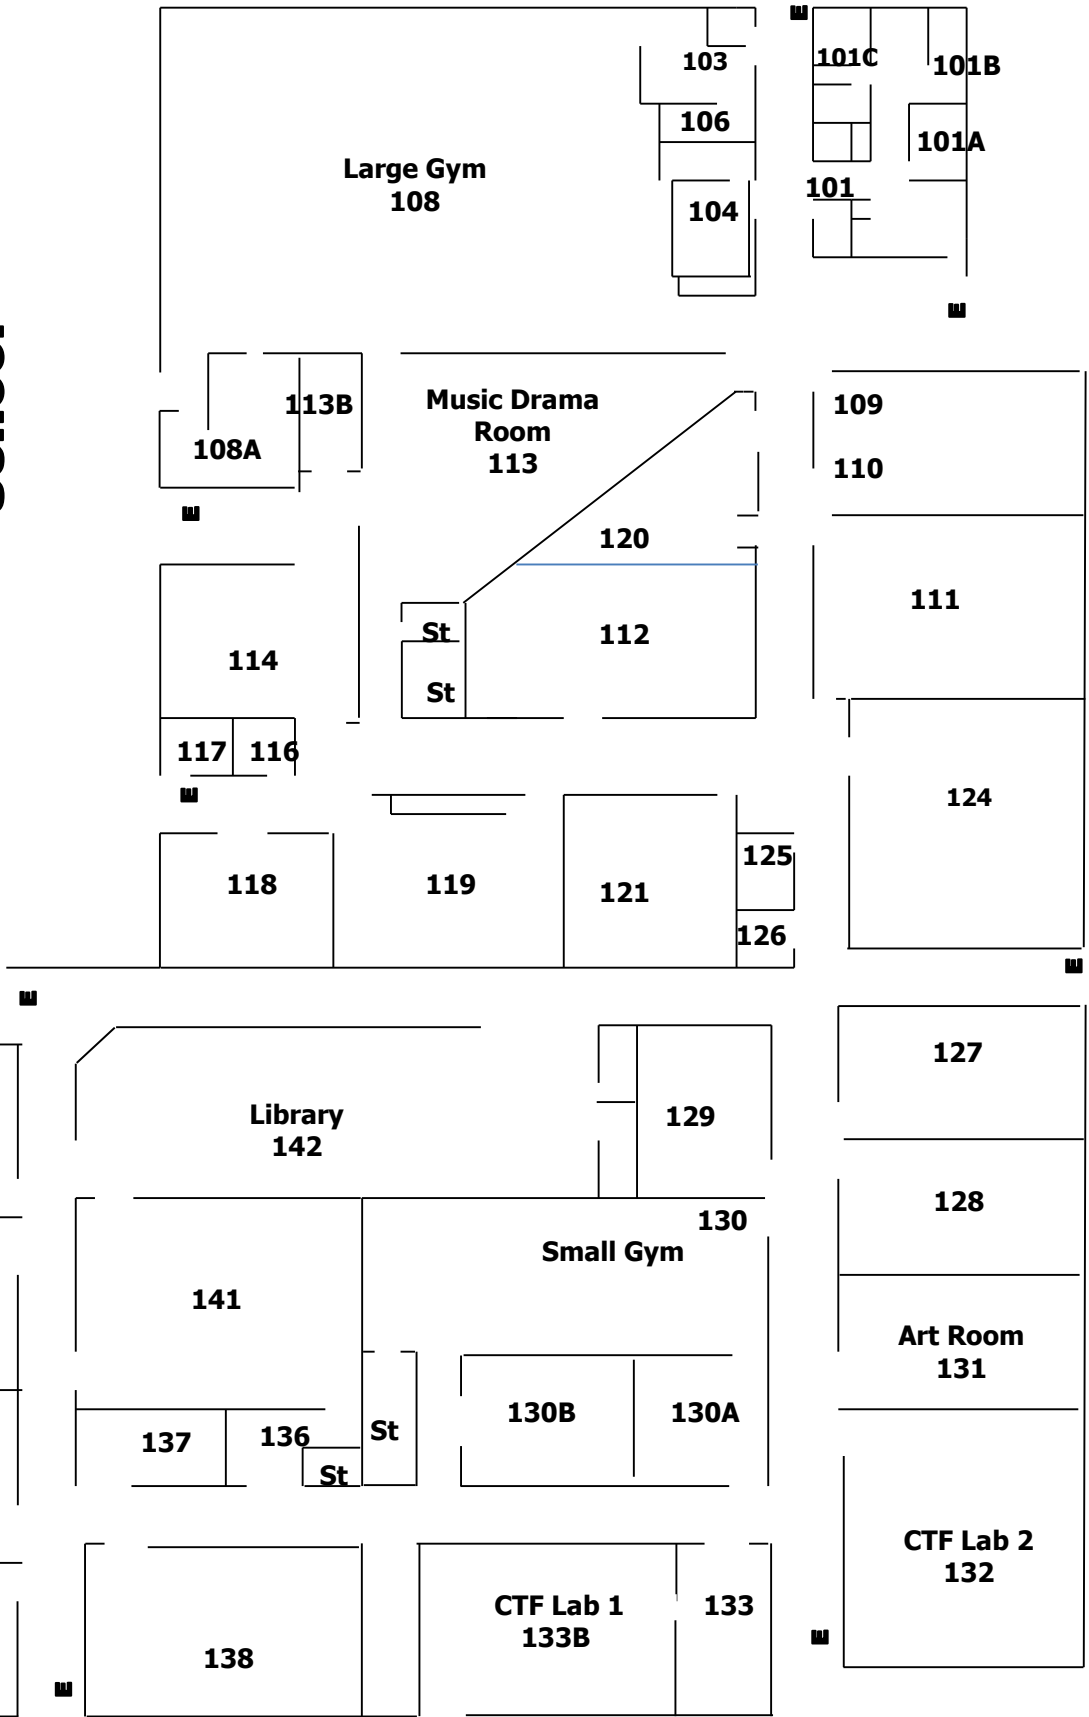 E
101C
103
101B
106
101A
Large Gym
108
101
104
E
113B
Music Drama
Room
113
109
108A
110
E
120
111
St
112
114
St
117
116
E
124
125
118
119
121
126
E
E
127
Library
142
129
128
130
Small Gym
141
Art Room
131
130B
130A
137
136
St
St
CTF Lab 2
132
CTF Lab 1
133B
133
E
138
E